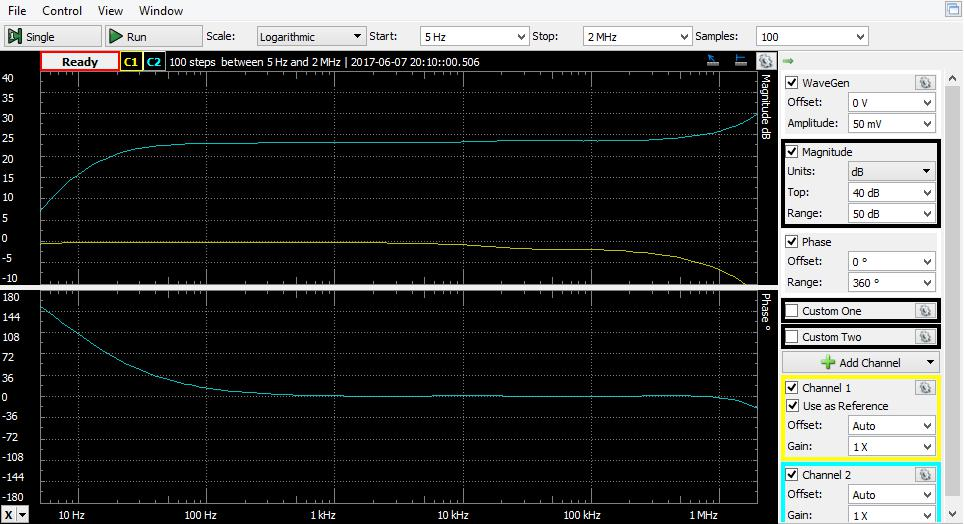 File Control View Window
Single Run Scale: Logarithmic Start: 5 Hz Stop: 2 MHz Samples: 100
Ready C1 C2 100 steps between 5 Hz and 2 MHz | 2017-06-07 20:10:::00.506
40
35
30
25
20
15
10
5
0
-5
-10
Magnitude dB
180
144
108
72
36
0
-36
-72
-108
-144
-180
Phase °
X 10 Hz 100 Hz 1 kHz 10 kHz 100 kHz 1 MHz
WaveGen
Offset: 0 V
Amplitude: 50 mV
Magnitude
Units: dB
Top: 40 dB
Range: 50 dB
Phase
Offset: 0 °
Range: 360 °
Custom One
Custom Two
Add Channel
Channel 1
Use as Reference
Offset: Auto
Gain: 1 X
Channel 2
Offset: Auto
Gain: 1 X